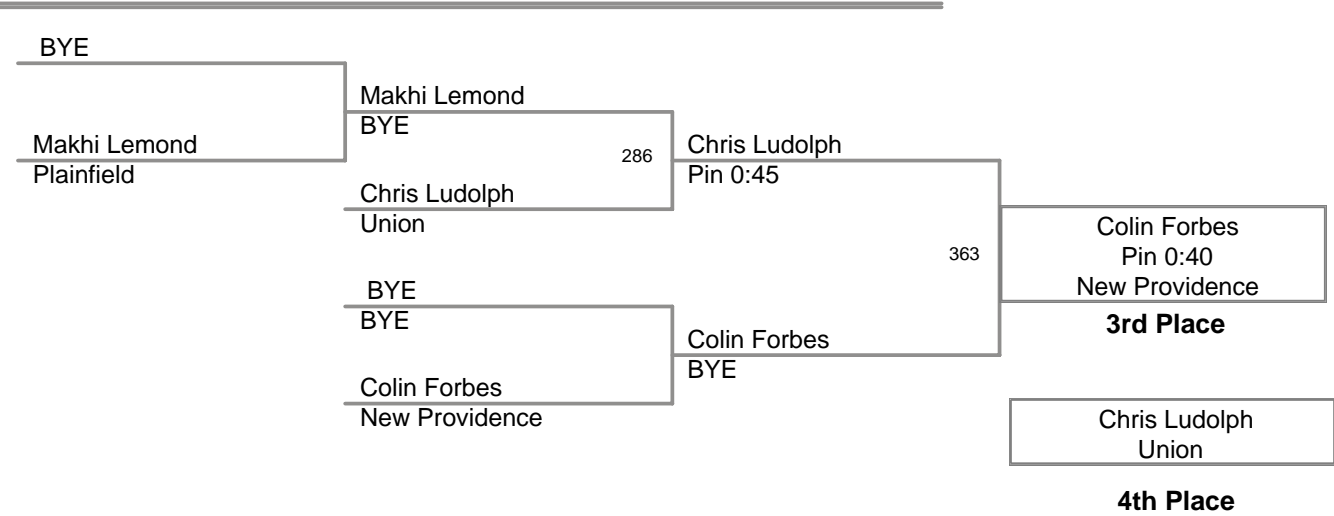 BYE
Makhi Lemond
Plainfield
Makhi Lemond
BYE
Chris Ludolph
Union
286
BYE
BYE
Colin Forbes
New Providence
Chris Ludolph
Pin 0:45
Colin Forbes
BYE
363
Colin Forbes
Pin 0:40
New Providence
3rd Place
Chris Ludolph
Union
4th Place